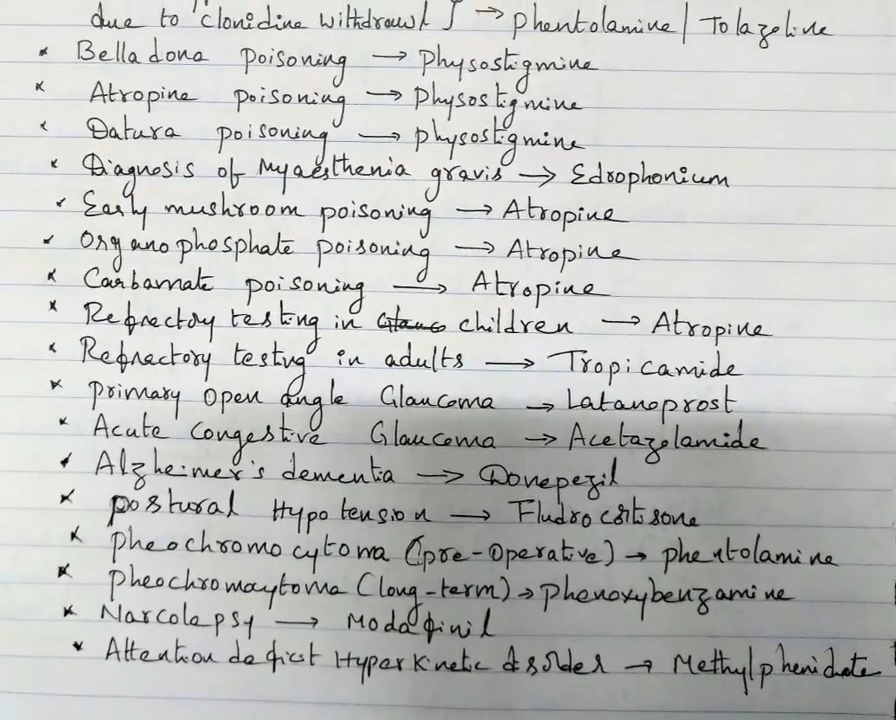 due to "clonidine withdrawl ] → phentolamine / Tolazoline
* Belladona poisoning → Physostigmine
* Atropine poisoning → Physostigmine
* Datura poisoning → physostigmine
* Diagnosis of Myaesthenia gravis → Edrophonium
* Early mushroom poisoning → Atropine
* Organophosphate poisoning → Atropine
* Carbamate poisoning → Atropine
* Refractory testing in children → Atropine
* Refractory testing in adults → Tropicamide
* Primary Open angle Glaucoma → Latanoprost
* Acute Congestive Glaucoma → Acetazolamide
* Alzheimer's dementia → Donepezil
* postural Hypotension → Fludrocortisone
* Pheochromocytoma (pre-Operative) → phentolamine
* Pheochromocytoma (long-term) → phenoxybenzamine
* Narcolepsy → Modafinil
* Attention deficit Hyperkinetic disorder → Methylphenidate